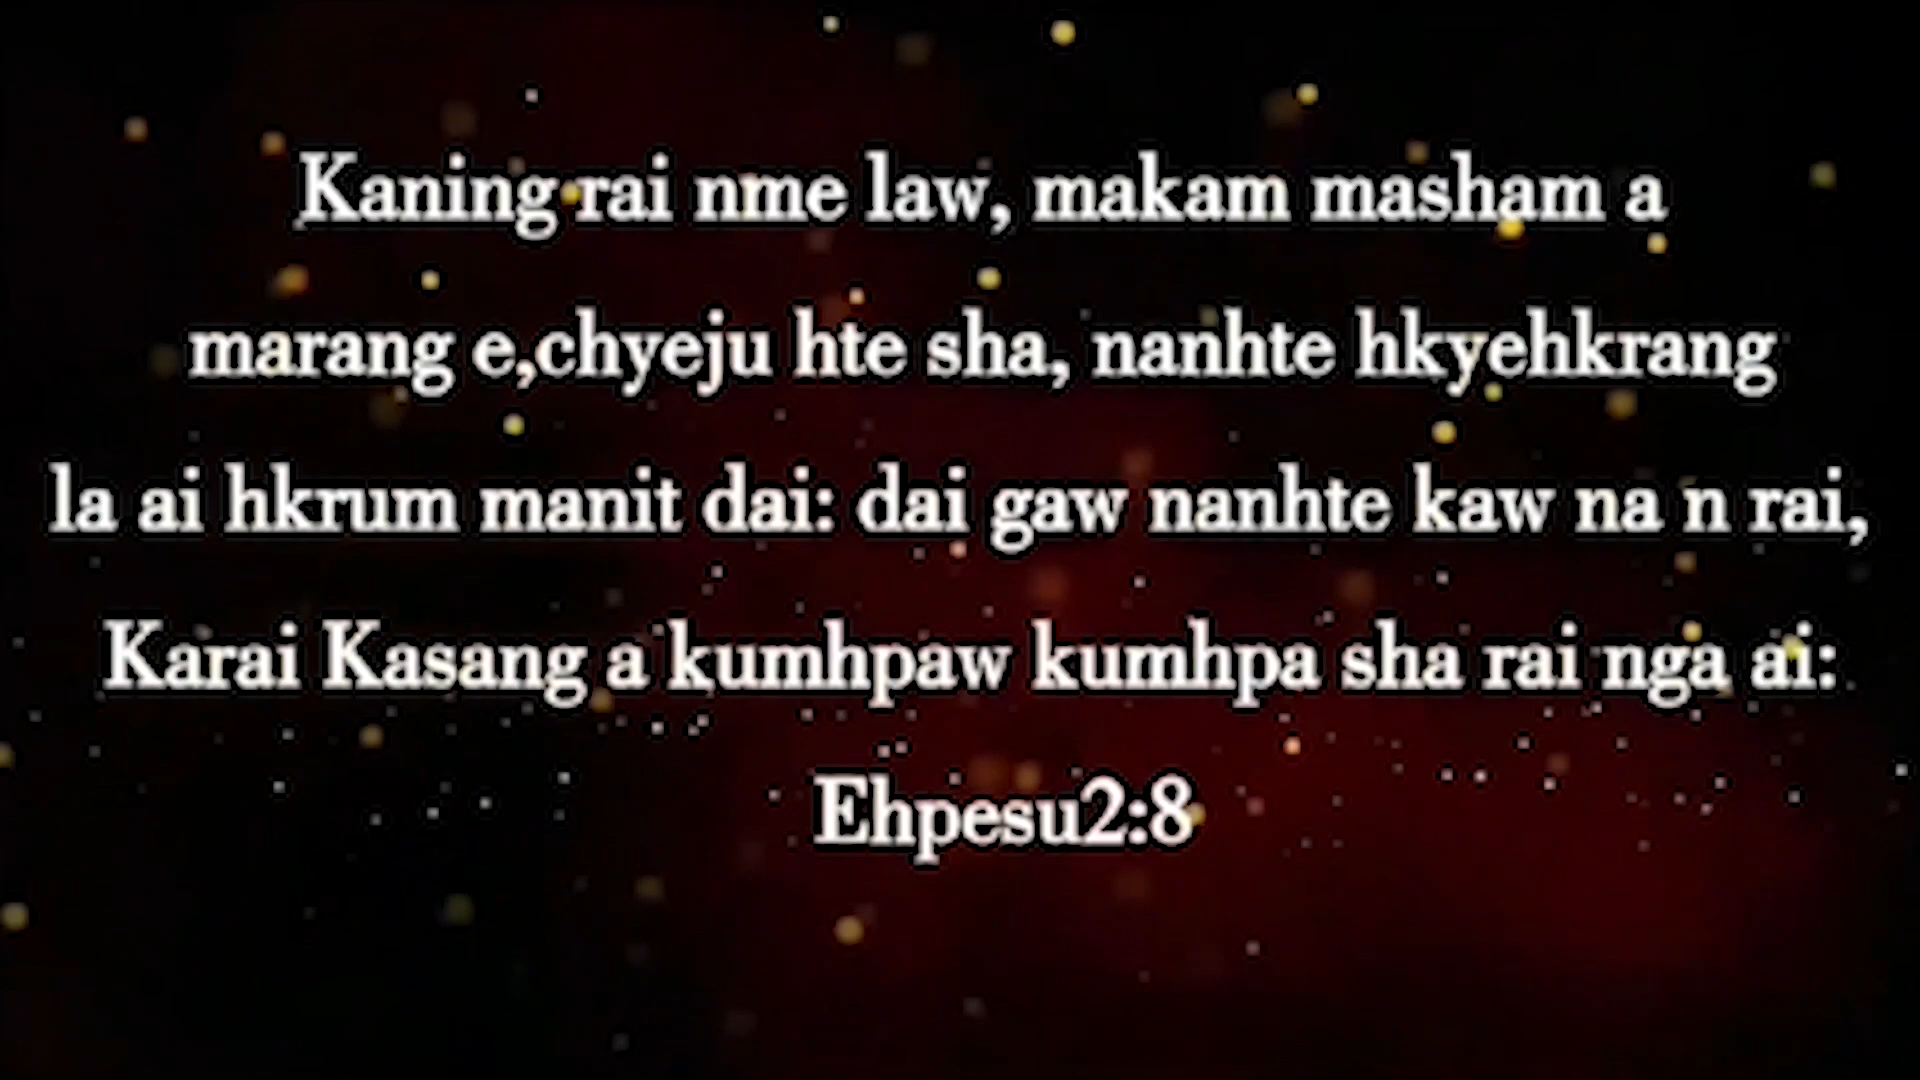 Kaning rai nme law, makam masham a
marang e,chyeju hte sha, nanhte hkyehkrang
la ai hkrum manit dai: dai gaw nanhte kaw na n rai,
Karai Kasang a kumhpaw kumhpa sha rai nga ai:
Ehpesu2:8